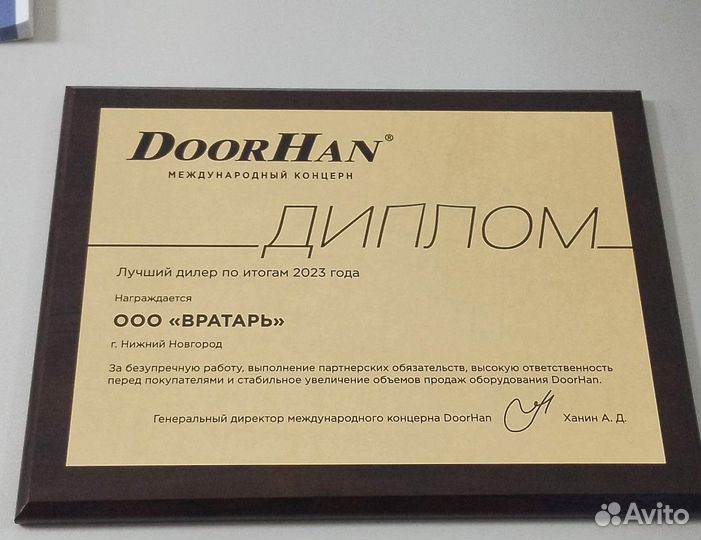 DOORHAN®
МЕЖДУНАРОДНЫЙ КОНЦЕРН
ДИПЛОМ
Лучший дилер по итогам 2023 года
Награждается
ООО «ВРАТАРЬ»
г. Нижний Новгород
За безупречную работу, выполнение партнерских обязательств, высокую ответственность
перед покупателями и стабильное увеличение объемов продаж оборудования DoorHan.
Генеральный директор международного концерна DoorHan Ханин А. Д.
Avito